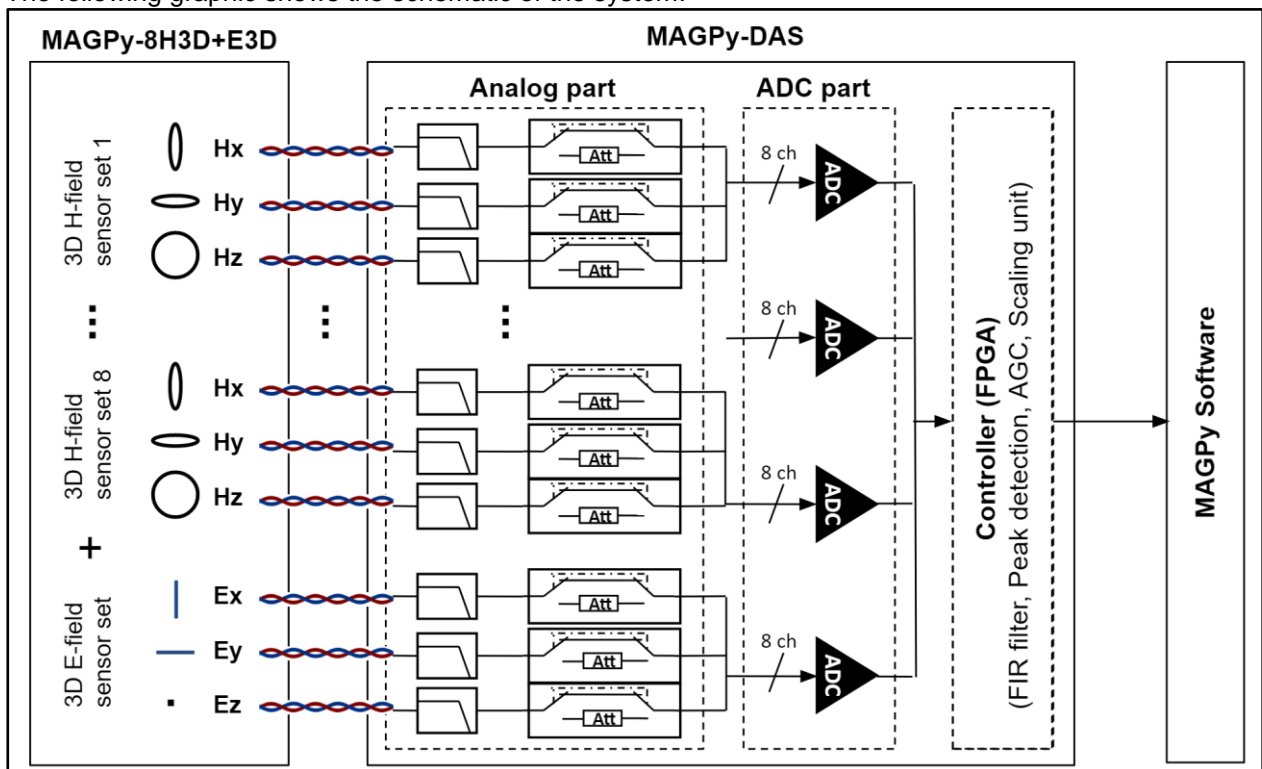 The following graphic shows the schematic of the system.
MAGPy-8H3D+E3D
MAGPy-DAS
Analog part
ADC part
3D H-field
sensor set 1
Hx
Hy
Hz
Att
Att
Att
8 ch
ADC
...
...
...
8 ch
ADC
3D H-field
sensor set 8
Hx
Hy
Hz
Att
Att
Att
8 ch
ADC
+
3D E-field
sensor set
Ex
Ey
Ez
Att
Att
Att
8 ch
ADC
Controller (FPGA)
(FIR filter, Peak detection, AGC, Scaling unit)
MAGPy Software